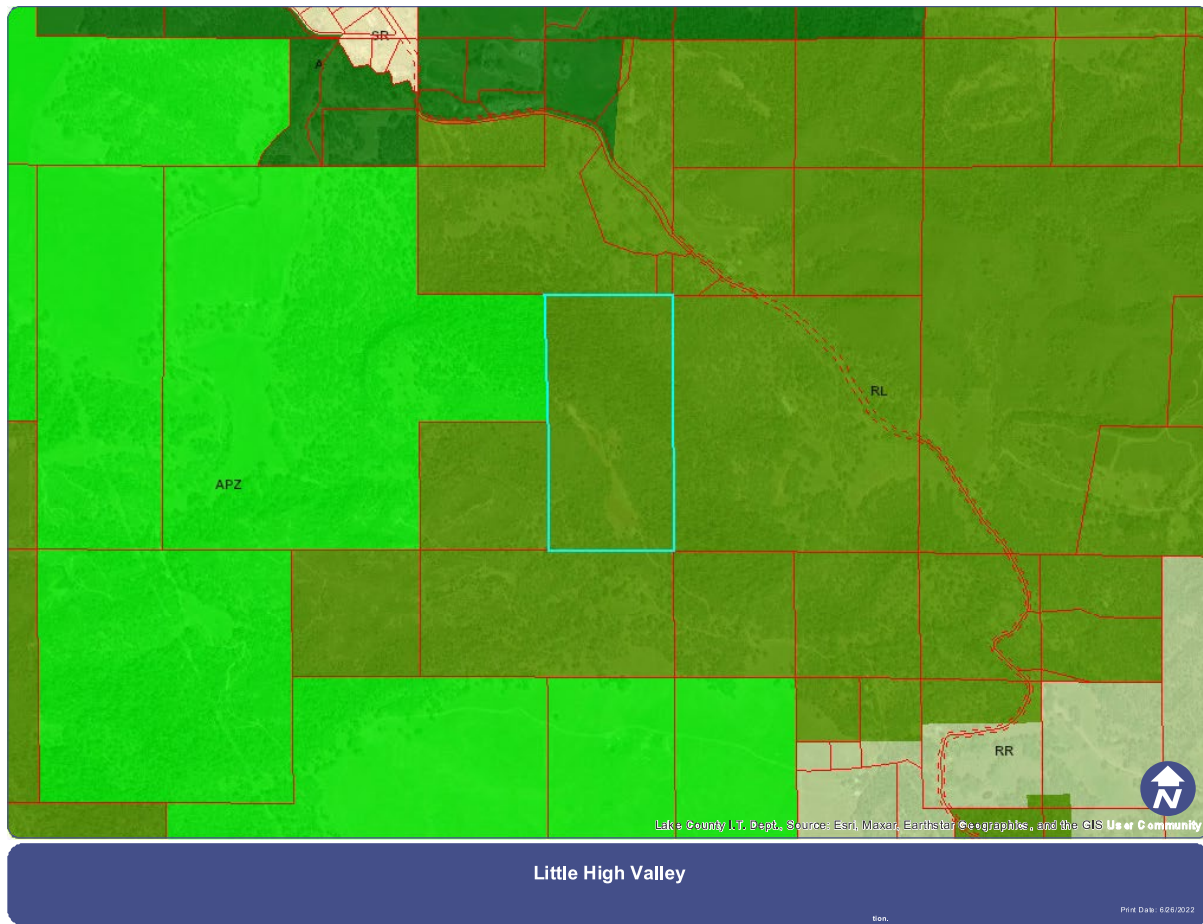 SR
A
RL
APZ
RR
N
Lake County I.T. Dept., Source: Esri, Maxar, Earthstar Geographics, and the GIS User Community
Little High Valley
Print Date: 6/26/2022
tion.